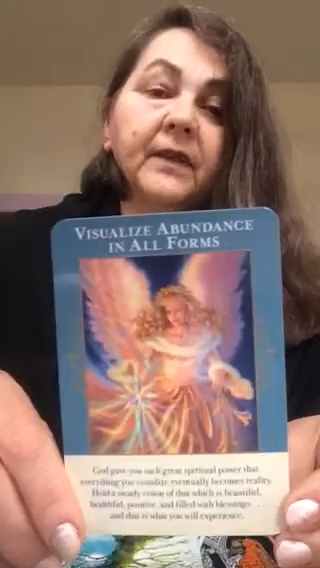 VISUALIZE ABUNDANCE
IN ALL FORMS
God gave you such great spiritual power that
everything you visualize eventually becomes reality.
Hold a steady vision of that which is beautiful,
healthful, positive, and filled with blessings . . .
and this is what you will experience.